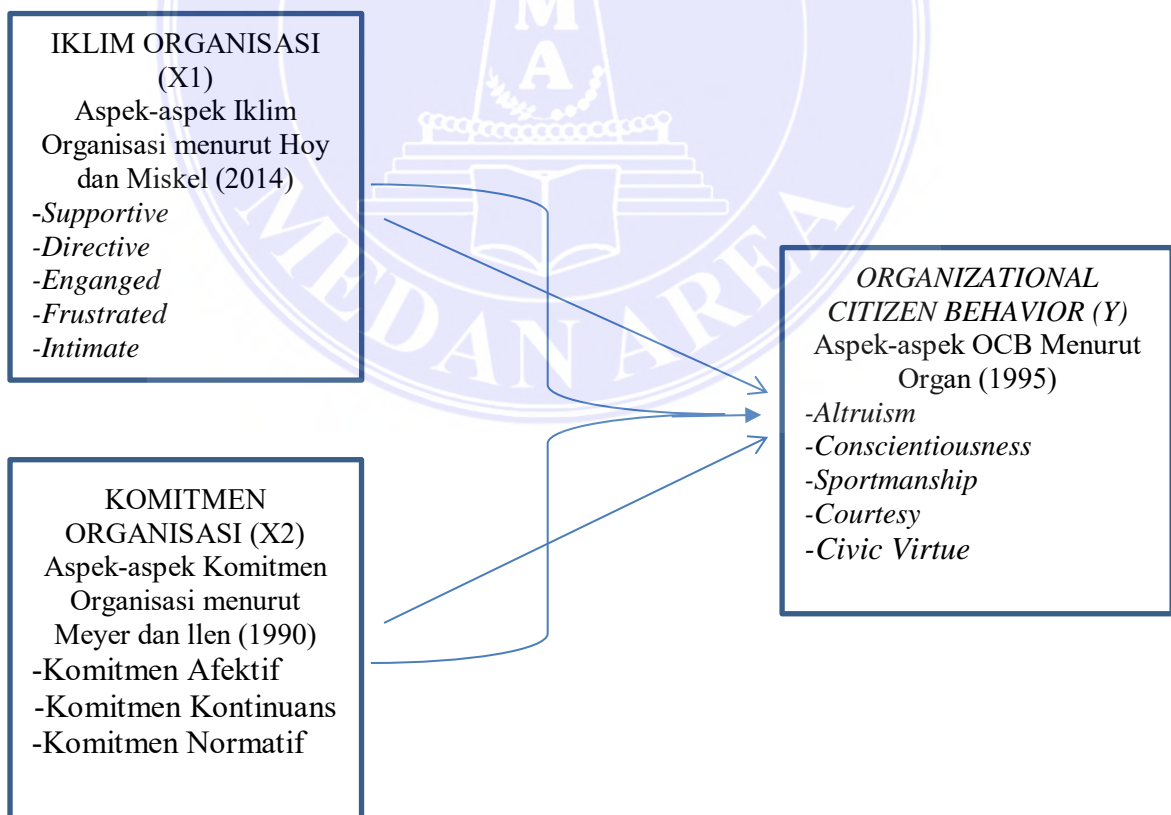 IKLIM ORGANISASI
(X1)
Aspek-aspek Iklim
Organisasi menurut Hoy
dan Miskel (2014)
-Supportive
-Directive
-Enganged
-Frustrated
-Intimate
KOMITMEN
ORGANISASI (X2)
Aspek-aspek Komitmen
Organisasi menurut
Meyer dan llen (1990)
-Komitmen Afektif
-Komitmen Kontinuans
-Komitmen Normatif
ORGANIZATIONAL
CITIZEN BEHAVIOR (Y)
Aspek-aspek OCB Menurut
Organ (1995)
-Altruism
-Conscientiousness
-Sportmanship
-Courtesy
-Civic Virtue
M
A
MEDAN AREA